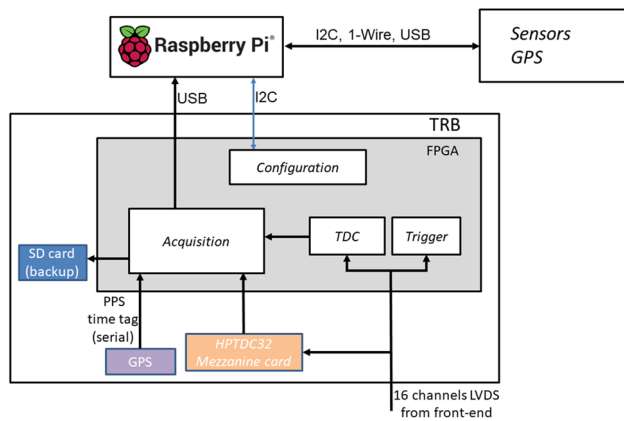 Raspberry Pi®
I2C, 1-Wire, USB
Sensors
GPS
USB
I2C
TRB
FPGA
Configuration
Acquisition
TDC
Trigger
SD card
(backup)
PPS
time tag
(serial)
GPS
HPTDC32
Mezzanine card
16 channels LVDS
from front-end